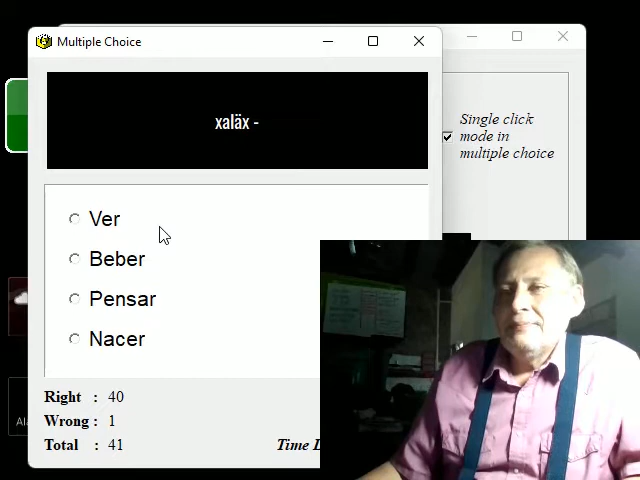 Multiple Choice
xaläx -
Single click
mode in
multiple choice
Ver
Beber
Pensar
Nacer
Right : 40
Wrong : 1
Total : 41
Time